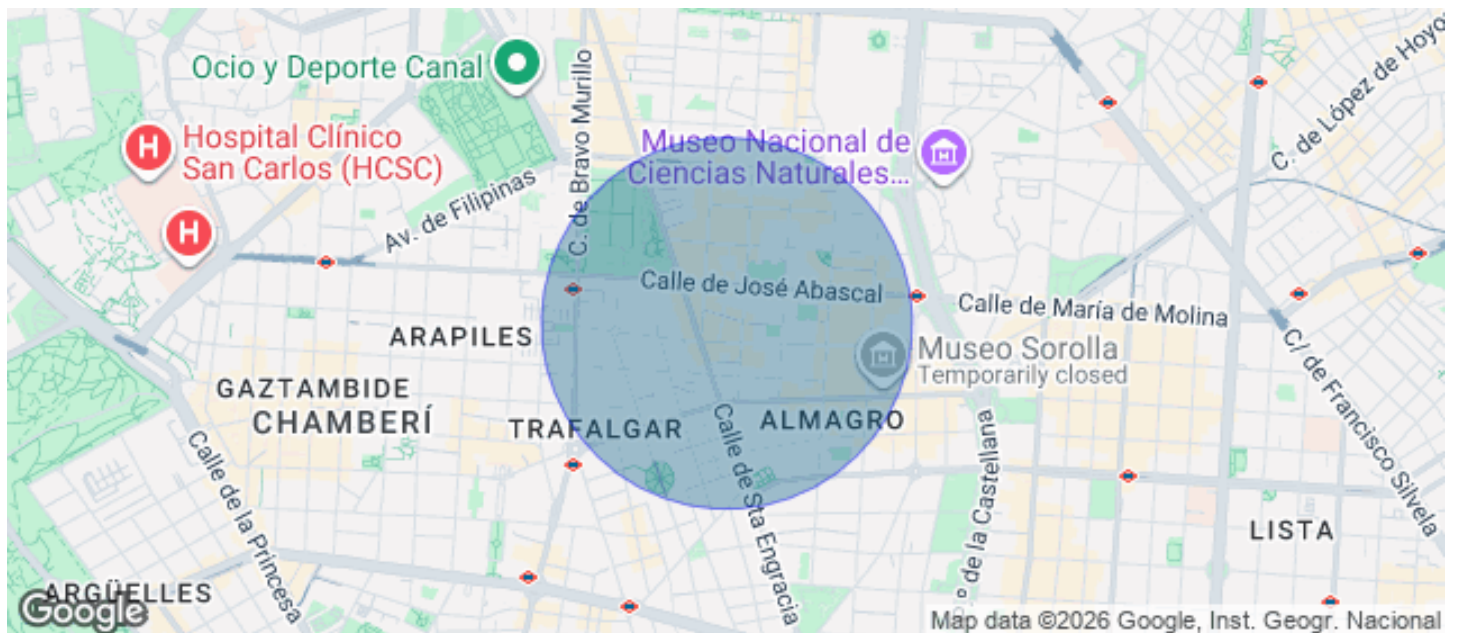 Ocio y Deporte Canal
C. de Bravo Murillo
C. de López de Hoyo
Hospital Clínico
San Carlos (HCSC)
Museo Nacional de
Ciencias Naturales...
Av. de Filipinas
Calle de José Abascal
Calle de María de Molina
ARAPILES
Museo Sorolla
Temporarily closed
C/ de Francisco Silvela
GAZTAMBIDE
CHAMBERÍ
TRAFALGAR
ALMAGRO
Calle de la Princesa
Calle de Sta Engracia
P.º de la Castellana
LISTA
ARGÜELLES
Google
Map data ©2026 Google, Inst. Geogr. Nacional